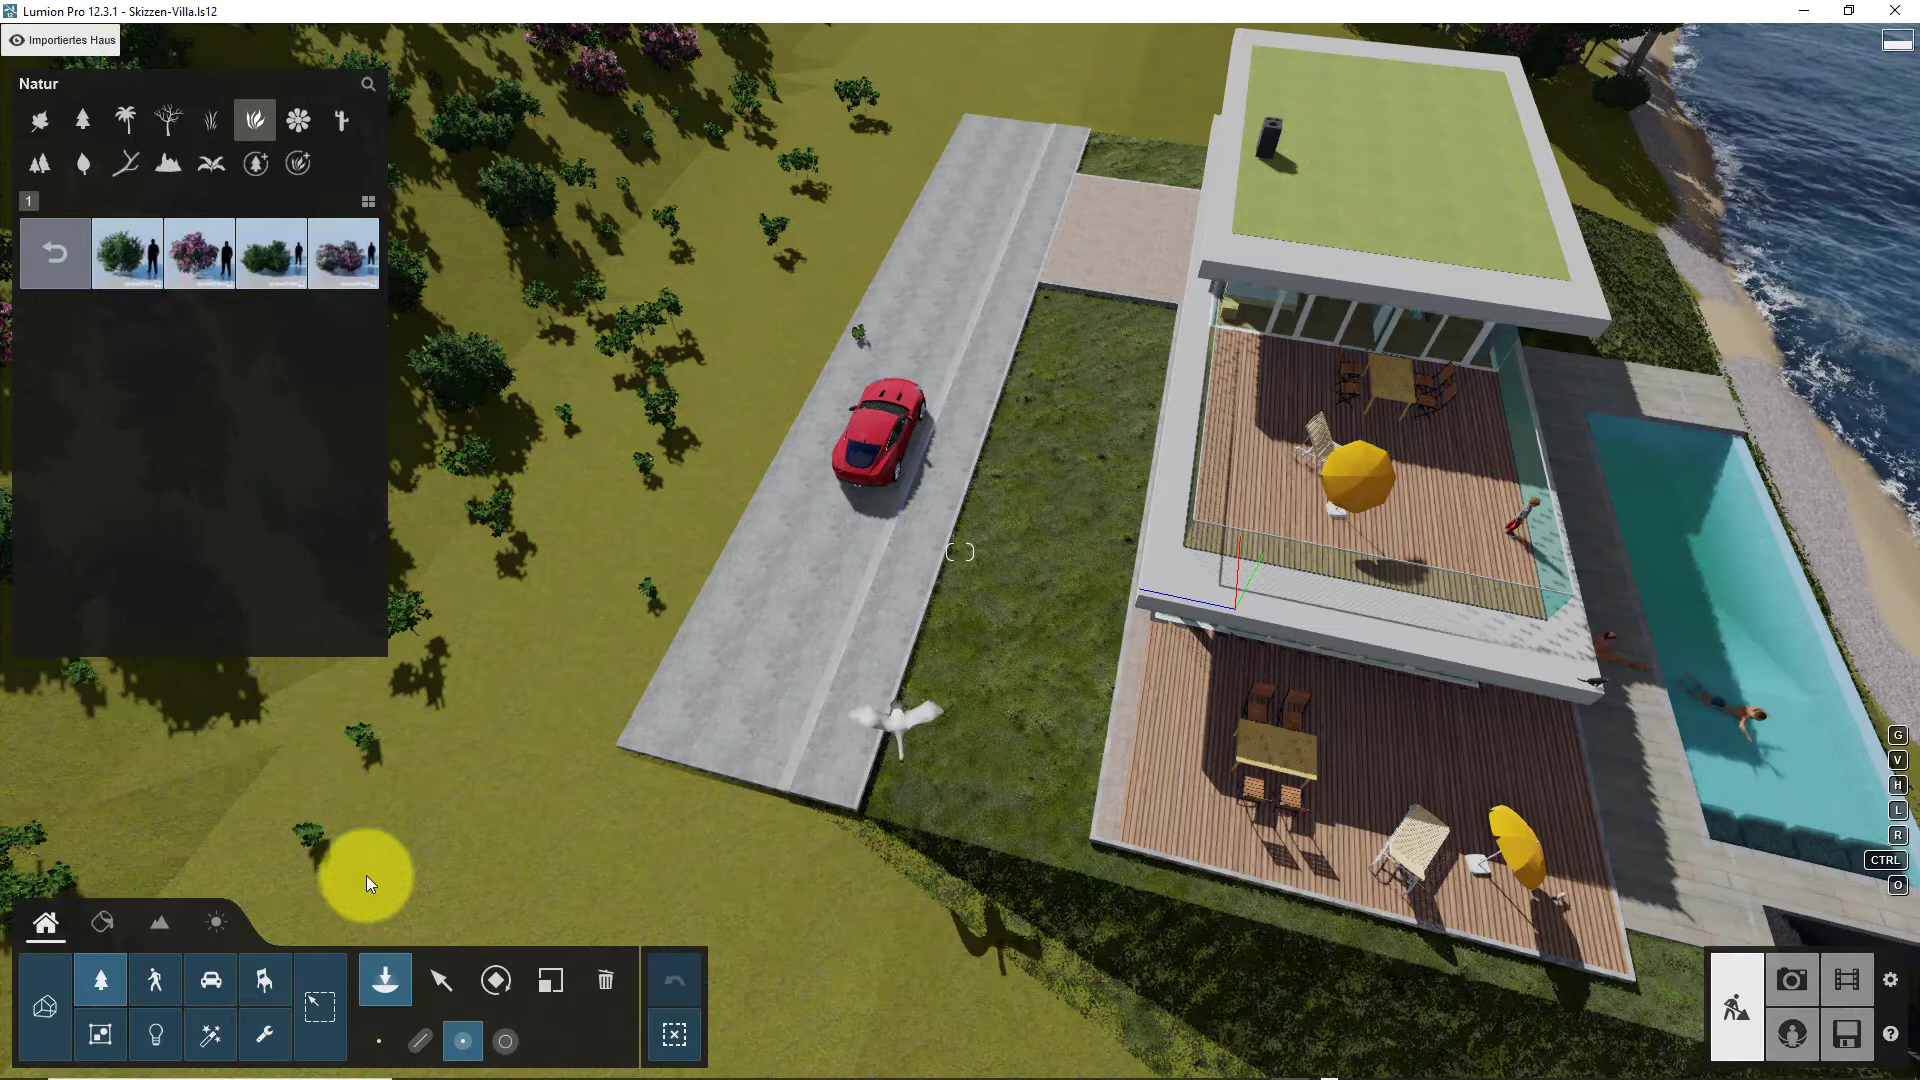 Lumion Pro 12.3.1 - Skizzen-Villa.ls12
Importiertes Haus
Natur
1
G
V
H
L
R
CTRL
O
?